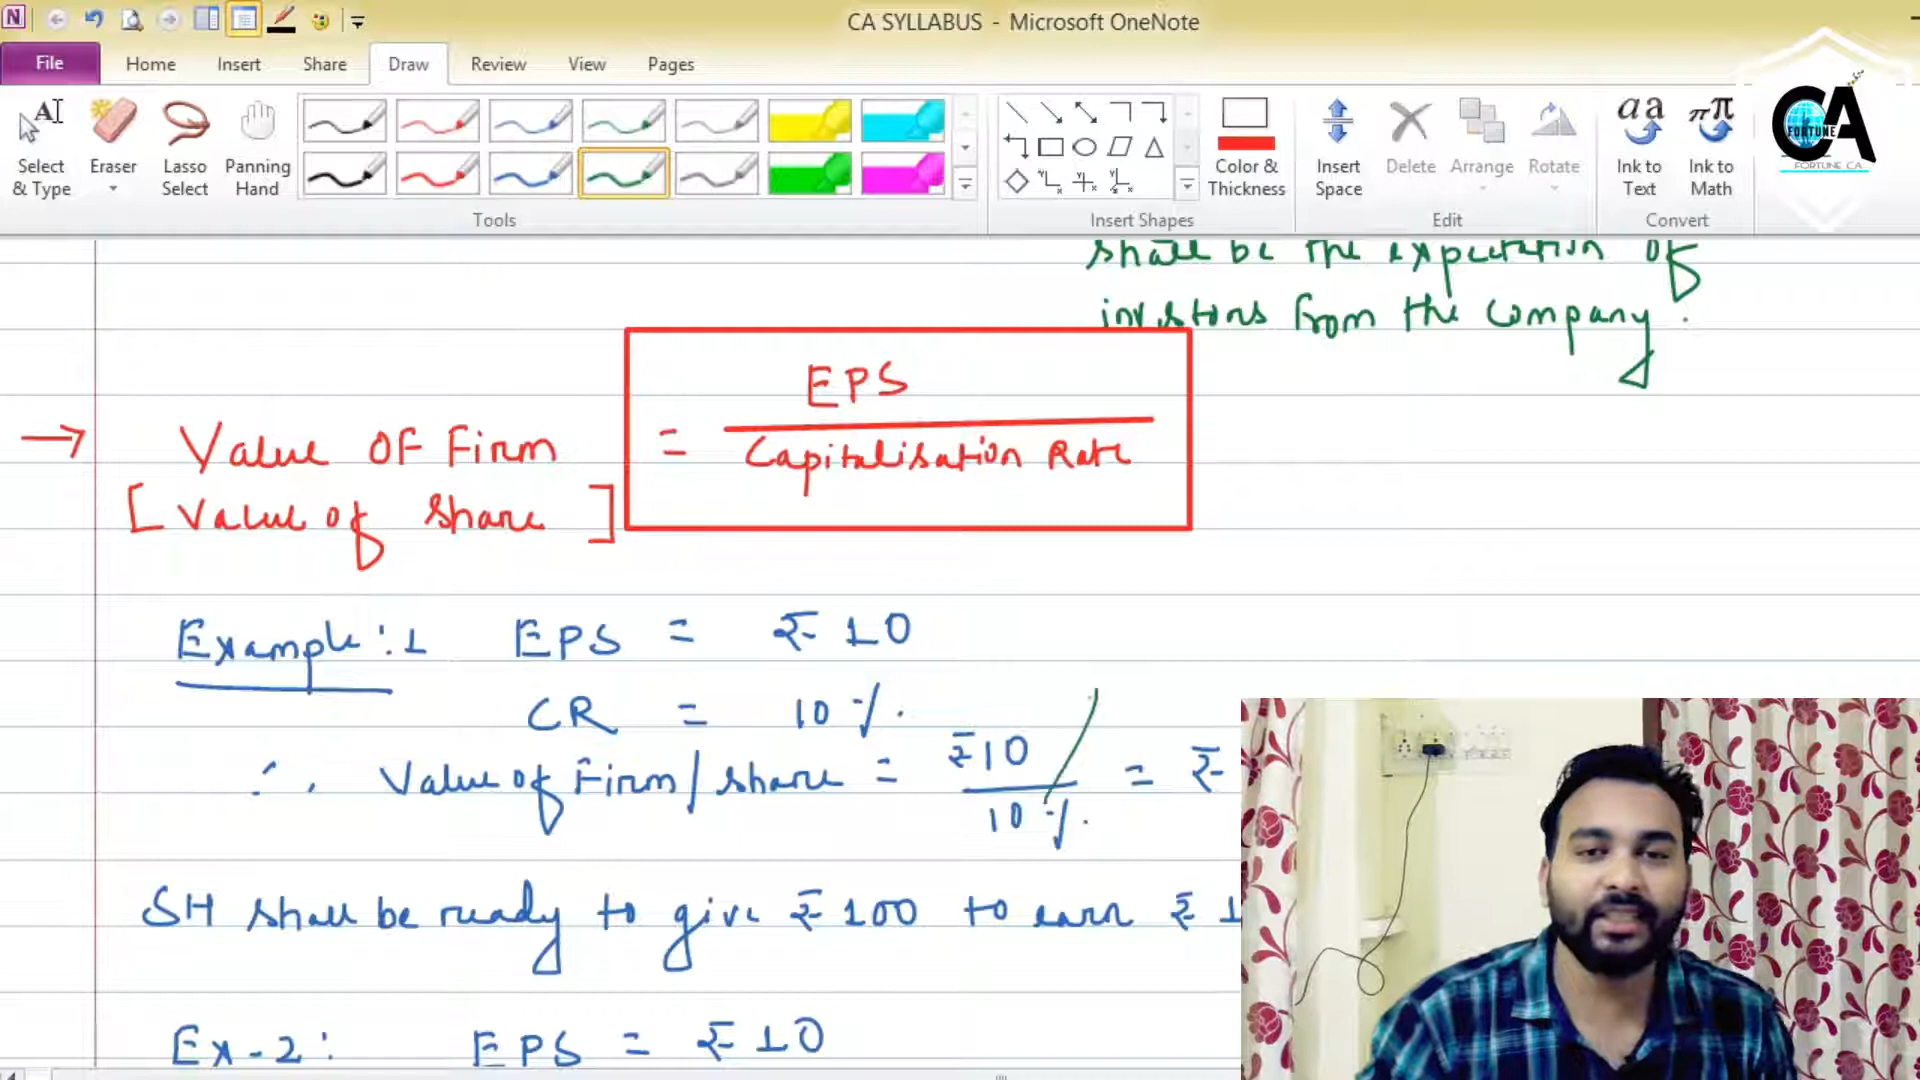 CA SYLLABUS - Microsoft OneNote
File Home Insert Share Draw Review View Pages
Select & Type
Eraser
Lasso Select
Panning Hand
Color & Thickness
Insert Space
Delete
Arrange
Rotate
Ink to Text
Ink to Math
Tools Insert Shapes Edit Convert
CA
FORTUNE
FORTUNE CA
shall be the expectation of
investors from the company.
→ Value OF Firm = EPS / Capitalisation Rate
[Value of share]
Example:1 EPS = ₹10
CR = 10%.
∴ Value of Firm/share = ₹10 / 10%. = ₹
SH shall be ready to give ₹100 to earn ₹1
Ex-2: EPS = ₹10